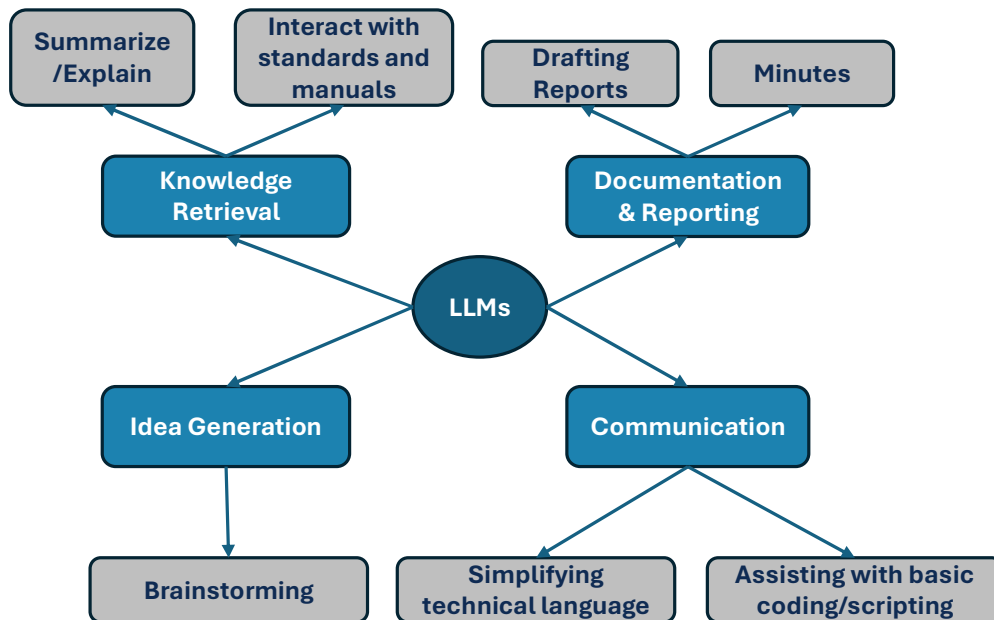 Summarize
/Explain
Interact with
standards and
manuals
Drafting
Reports
Minutes
Knowledge
Retrieval
Documentation
& Reporting
LLMs
Idea Generation
Communication
Brainstorming
Simplifying
technical language
Assisting with basic
coding/scripting